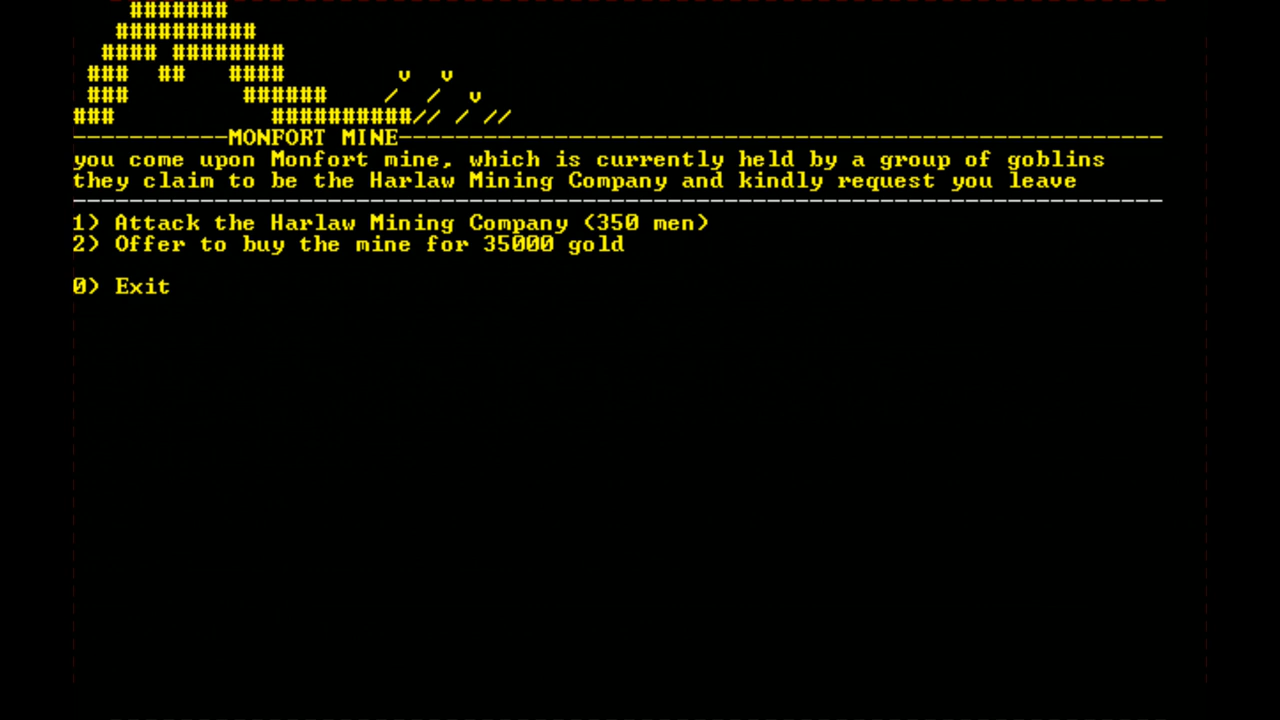 MONFORT MINE
you come upon Monfort mine, which is currently held by a group of goblins
they claim to be the Harlaw Mining Company and kindly request you leave
1) Attack the Harlaw Mining Company (350 men)
2) Offer to buy the mine for 35000 gold
0) Exit